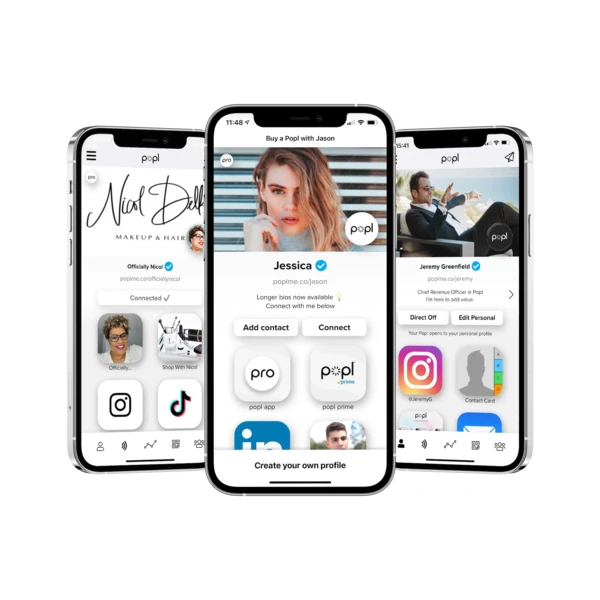 popl
pro
Nicol Delk
MAKEUP & HAIR
Officially Nicol
poplme.co/officiallynicol
Connected ✓
Officially...
Shop With Nicol
11:48
Buy a Popl with Jason
pro
popl
Jessica
poplme.co/jason
Longer bios now available 💡
Connect with me below
Add contact
Connect
pro
popl
prime
popl app
popl prime
in
Create your own profile
15:41
popl
popl
Jeremy Greenfield
poplme.co/jeremy
Chief Revenue Officer @ Popl
I'm here to add value.
Direct Off
Edit Personal
Your Popl opens to your personal profile
@JeremyG
Contact Card
popl